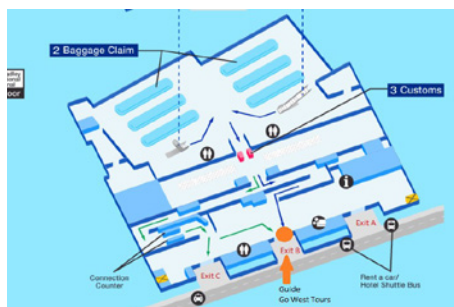 2 Baggage Claim
3 Customs
i
Exit A
Exit B
Exit C
Connection
Counter
Guide
Go West Tours
Rent a car/
Hotel Shuttle Bus